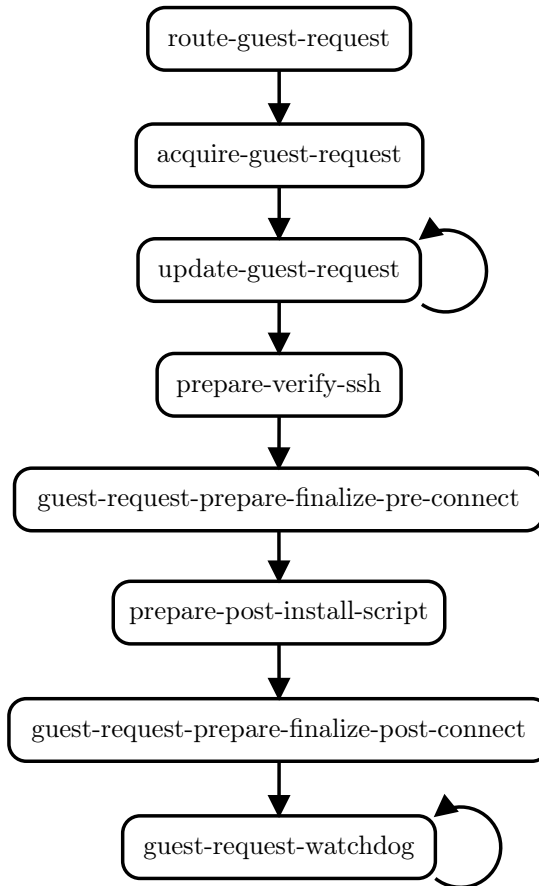 route-guest-request
acquire-guest-request
update-guest-request
prepare-verify-ssh
guest-request-prepare-finalize-pre-connect
prepare-post-install-script
guest-request-prepare-finalize-post-connect
guest-request-watchdog